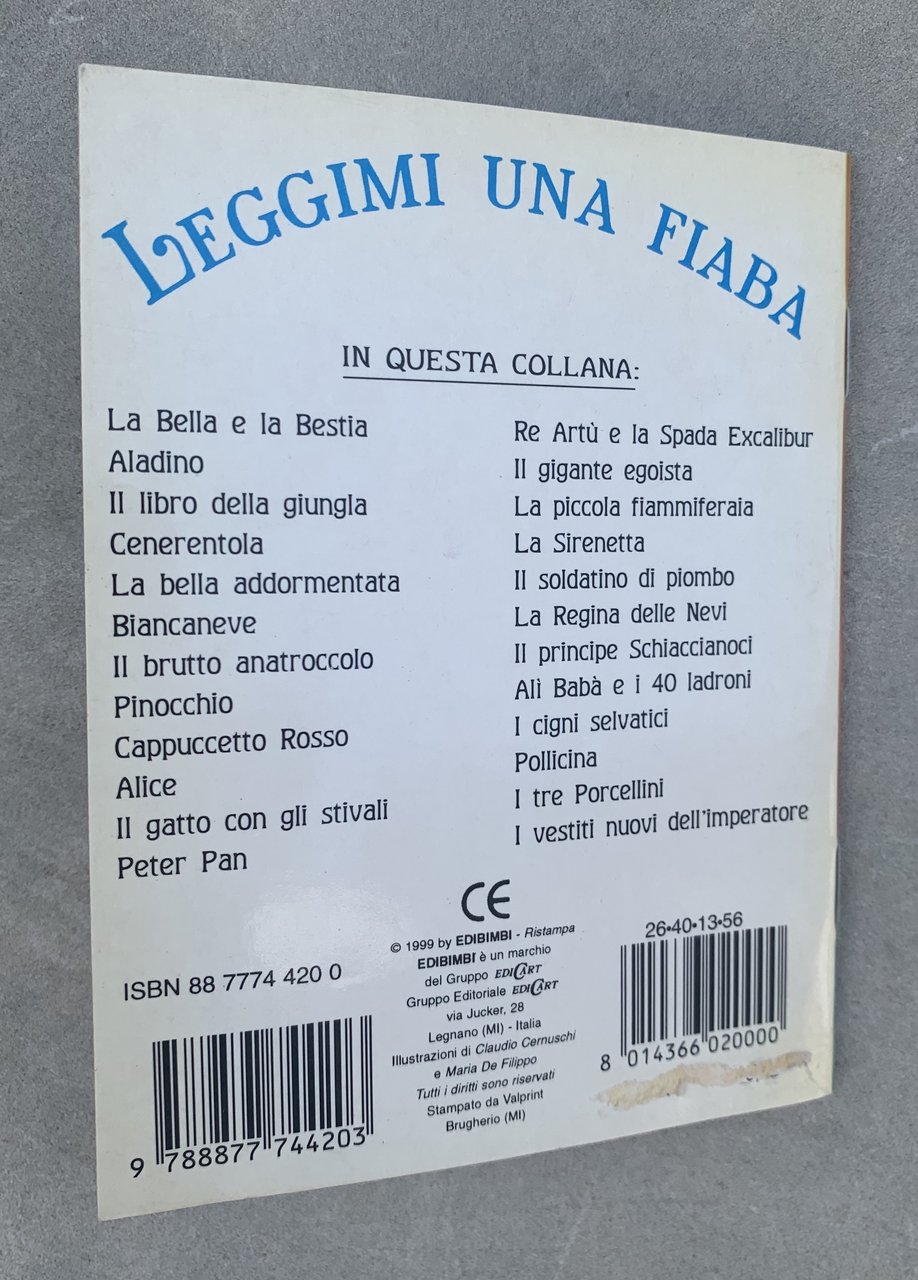 LEGGIMI UNA FIABA
IN QUESTA COLLANA:
La Bella e la Bestia
Aladino
Il libro della giungla
Cenerentola
La bella addormentata
Biancaneve
Il brutto anatroccolo
Pinocchio
Cappuccetto Rosso
Alice
Il gatto con gli stivali
Peter Pan
Re Artù e la Spada Excalibur
Il gigante egoista
La piccola fiammiferaia
La Sirenetta
Il soldatino di piombo
La Regina delle Nevi
Il principe Schiaccianoci
Alì Babà e i 40 ladroni
I cigni selvatici
Pollicina
I tre Porcellini
I vestiti nuovi dell'imperatore
CE
ISBN 88 7774 420 0
9 788877 744203
© 1999 by EDIBIMBI - Ristampa
EDIBIMBI è un marchio
del Gruppo EDICART
Gruppo Editoriale EDICART
via Jucker, 28
Legnano (MI) - Italia
Illustrazioni di Claudio Cernuschi
e Maria De Filippo
Tutti i diritti sono riservati
Stampato da Valprint
Brugherio (MI)
26•40•13•56
8 014366 020000